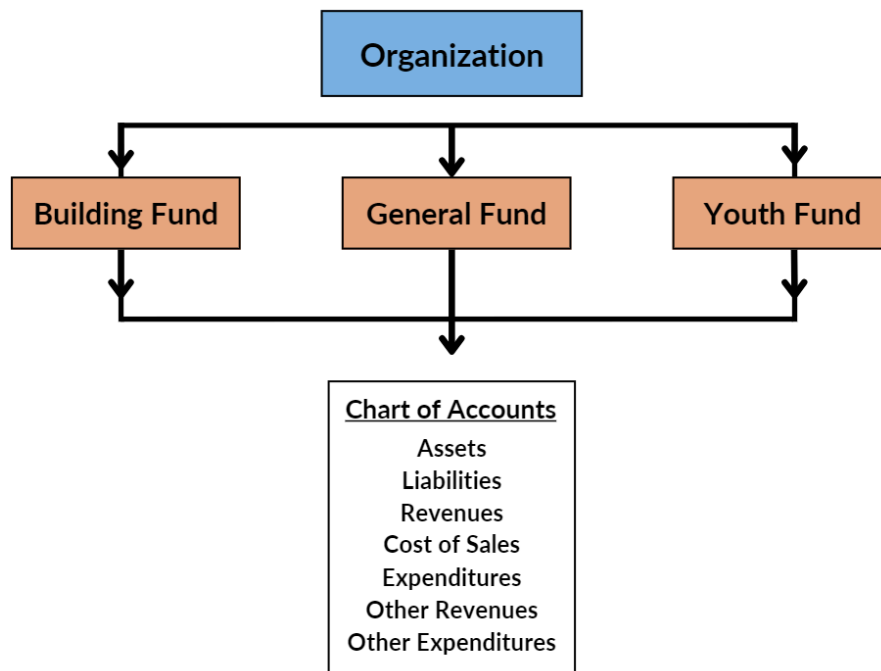 Organization
Building Fund
General Fund
Youth Fund
Chart of Accounts
Assets
Liabilities
Revenues
Cost of Sales
Expenditures
Other Revenues
Other Expenditures